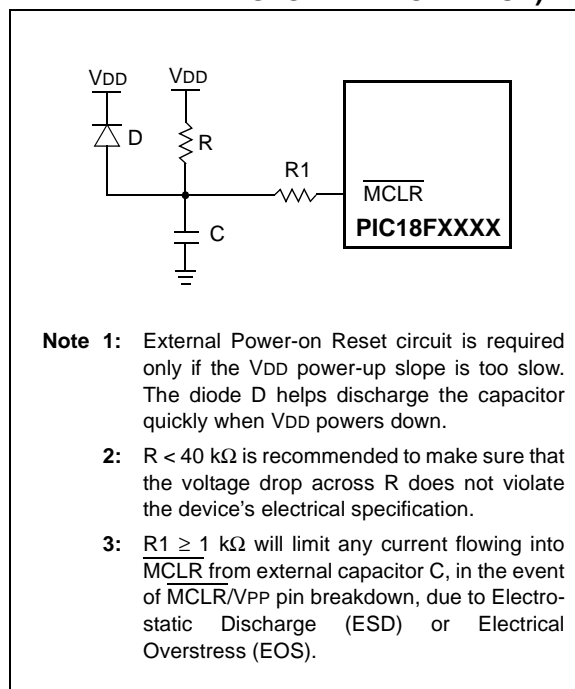 VDD VDD
D
R
R1
MCLR
PIC18FXXXX
C
Note 1: External Power-on Reset circuit is required
only if the VDD power-up slope is too slow.
The diode D helps discharge the capacitor
quickly when VDD powers down.
2: R < 40 kΩ is recommended to make sure that
the voltage drop across R does not violate
the device's electrical specification.
3: R1 ≥ 1 kΩ will limit any current flowing into
MCLR from external capacitor C, in the event
of MCLR/VPP pin breakdown, due to Electro-
static Discharge (ESD) or Electrical
Overstress (EOS).